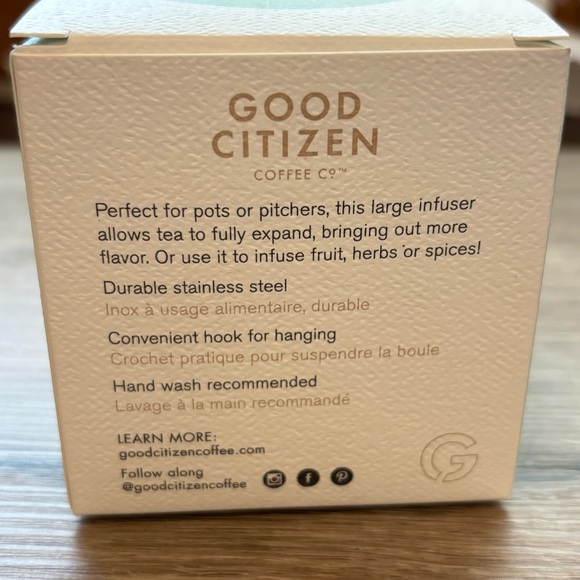 GOOD
CITIZEN
COFFEE Cº™
Perfect for pots or pitchers, this large infuser
allows tea to fully expand, bringing out more
flavor. Or use it to infuse fruit, herbs or spices!
Durable stainless steel
Inox à usage alimentaire, durable
Convenient hook for hanging
Crochet pratique pour suspendre la boule
Hand wash recommended
Lavage à la main recommandé
LEARN MORE:
goodcitizencoffee.com
Follow along
@goodcitizencoffee